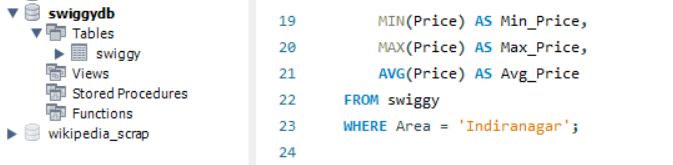 swiggydb
Tables
swiggy
Views
Stored Procedures
Functions
wikipedia_scrap
19 MIN(Price) AS Min_Price,
20 MAX(Price) AS Max_Price,
21 AVG(Price) AS Avg_Price
22 FROM swiggy
23 WHERE Area = 'Indiranagar';
24